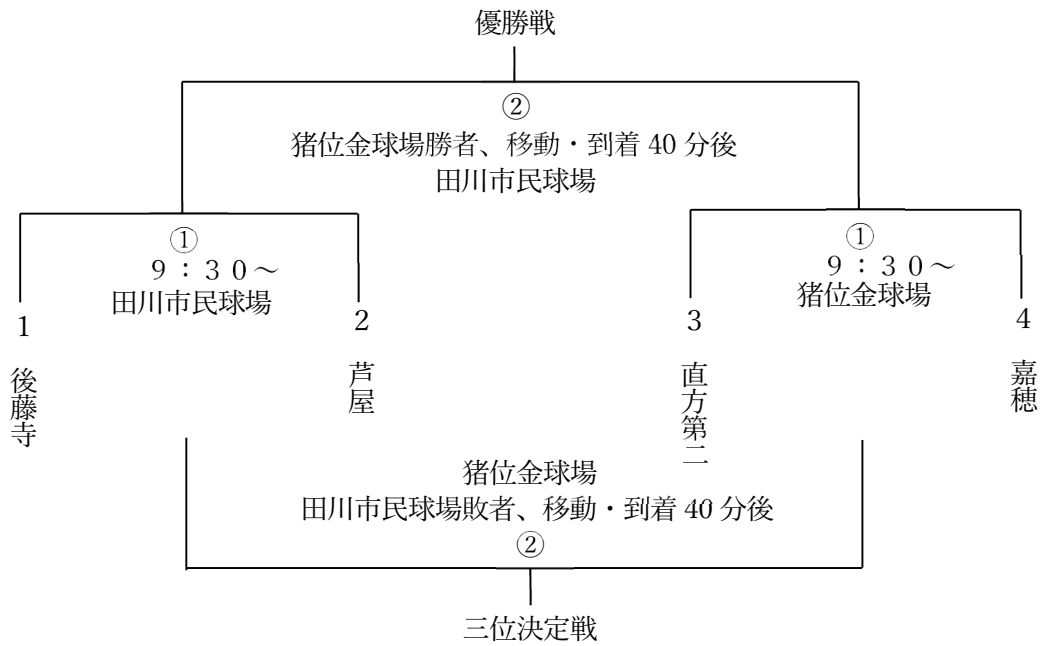 優勝戦
②
猪位金球場勝者、移動・到着 40 分後
田川市民球場
①
９：３０～
田川市民球場
①
９：３０～
猪位金球場
1
後藤寺
2
芦屋
3
直方第二
4
嘉穂
猪位金球場
田川市民球場敗者、移動・到着 40 分後
②
三位決定戦